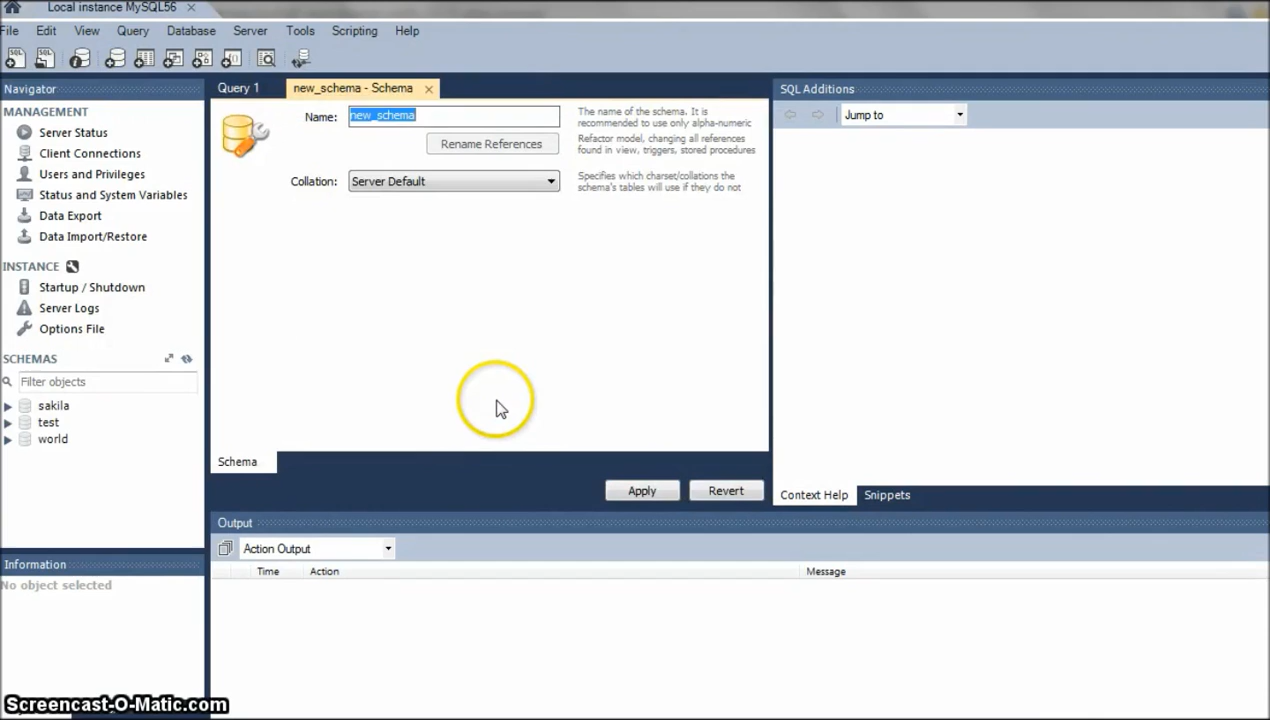 Local instance MySQL56
File Edit View Query Database Server Tools Scripting Help
Navigator
MANAGEMENT
Server Status
Client Connections
Users and Privileges
Status and System Variables
Data Export
Data Import/Restore
INSTANCE
Startup / Shutdown
Server Logs
Options File
SCHEMAS
Filter objects
sakila
test
world
Information
No object selected
Query 1
new_schema - Schema
Name:
new_schema
The name of the schema. It is
recommended to use only alpha-numeric
Rename References
Refactor model, changing all references
found in view, triggers, stored procedures
Collation:
Server Default
Specifies which charset/collations the
schema's tables will use if they do not
Schema
Apply
Revert
SQL Additions
Jump to
Context Help
Snippets
Output
Action Output
Time Action Message
Screencast-O-Matic.com